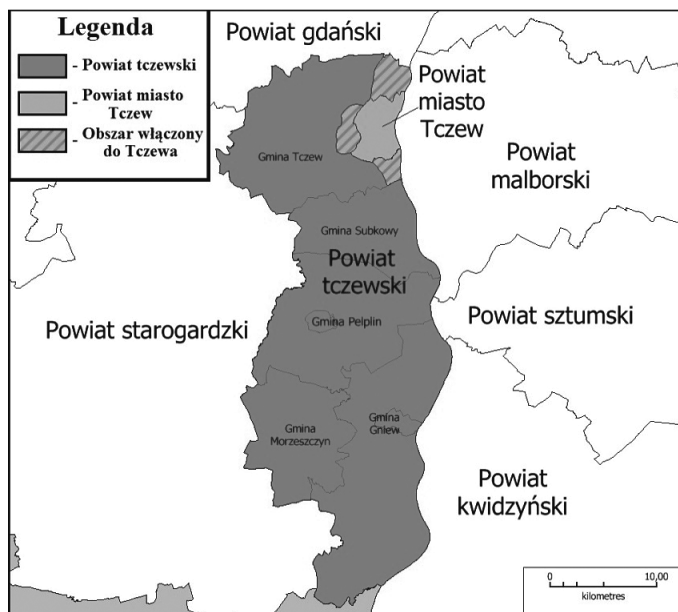 Legenda
- Powiat tczewski
- Powiat miasto
Tczew
- Obszar włączony
do Tczewa
Powiat gdański
Powiat
miasto
Tczew
Gmina Tczew
Powiat
malborski
Gmina Subkowy
Powiat
tczewski
Powiat starogardzki
Gmina Pelplin
Powiat sztumski
Gmina
Morzeszczyn
Gmina
Gniew
Powiat
kwidzyński
0 10,00
kilometres